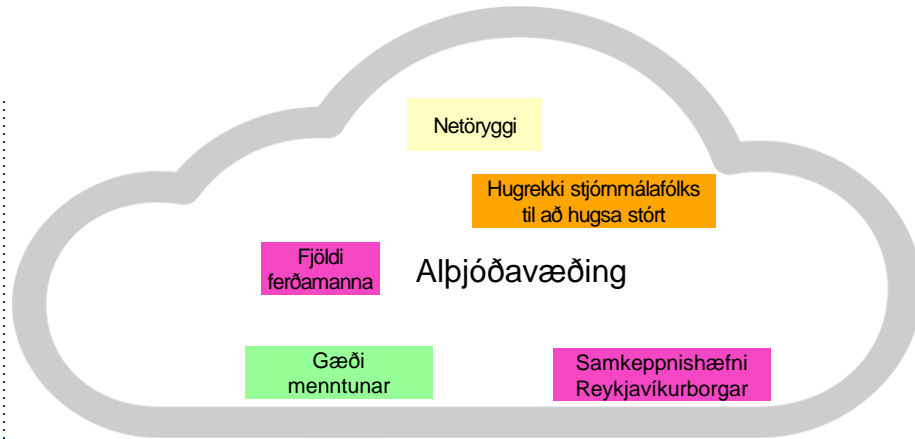 Netöryggi
Hugrekki stjórnmálafólks
til að hugsa stórt
Fjöldi
ferðamanna
Alþjóðavæðing
Gæði
menntunar
Samkeppnishæfni
Reykjavíkurborgar